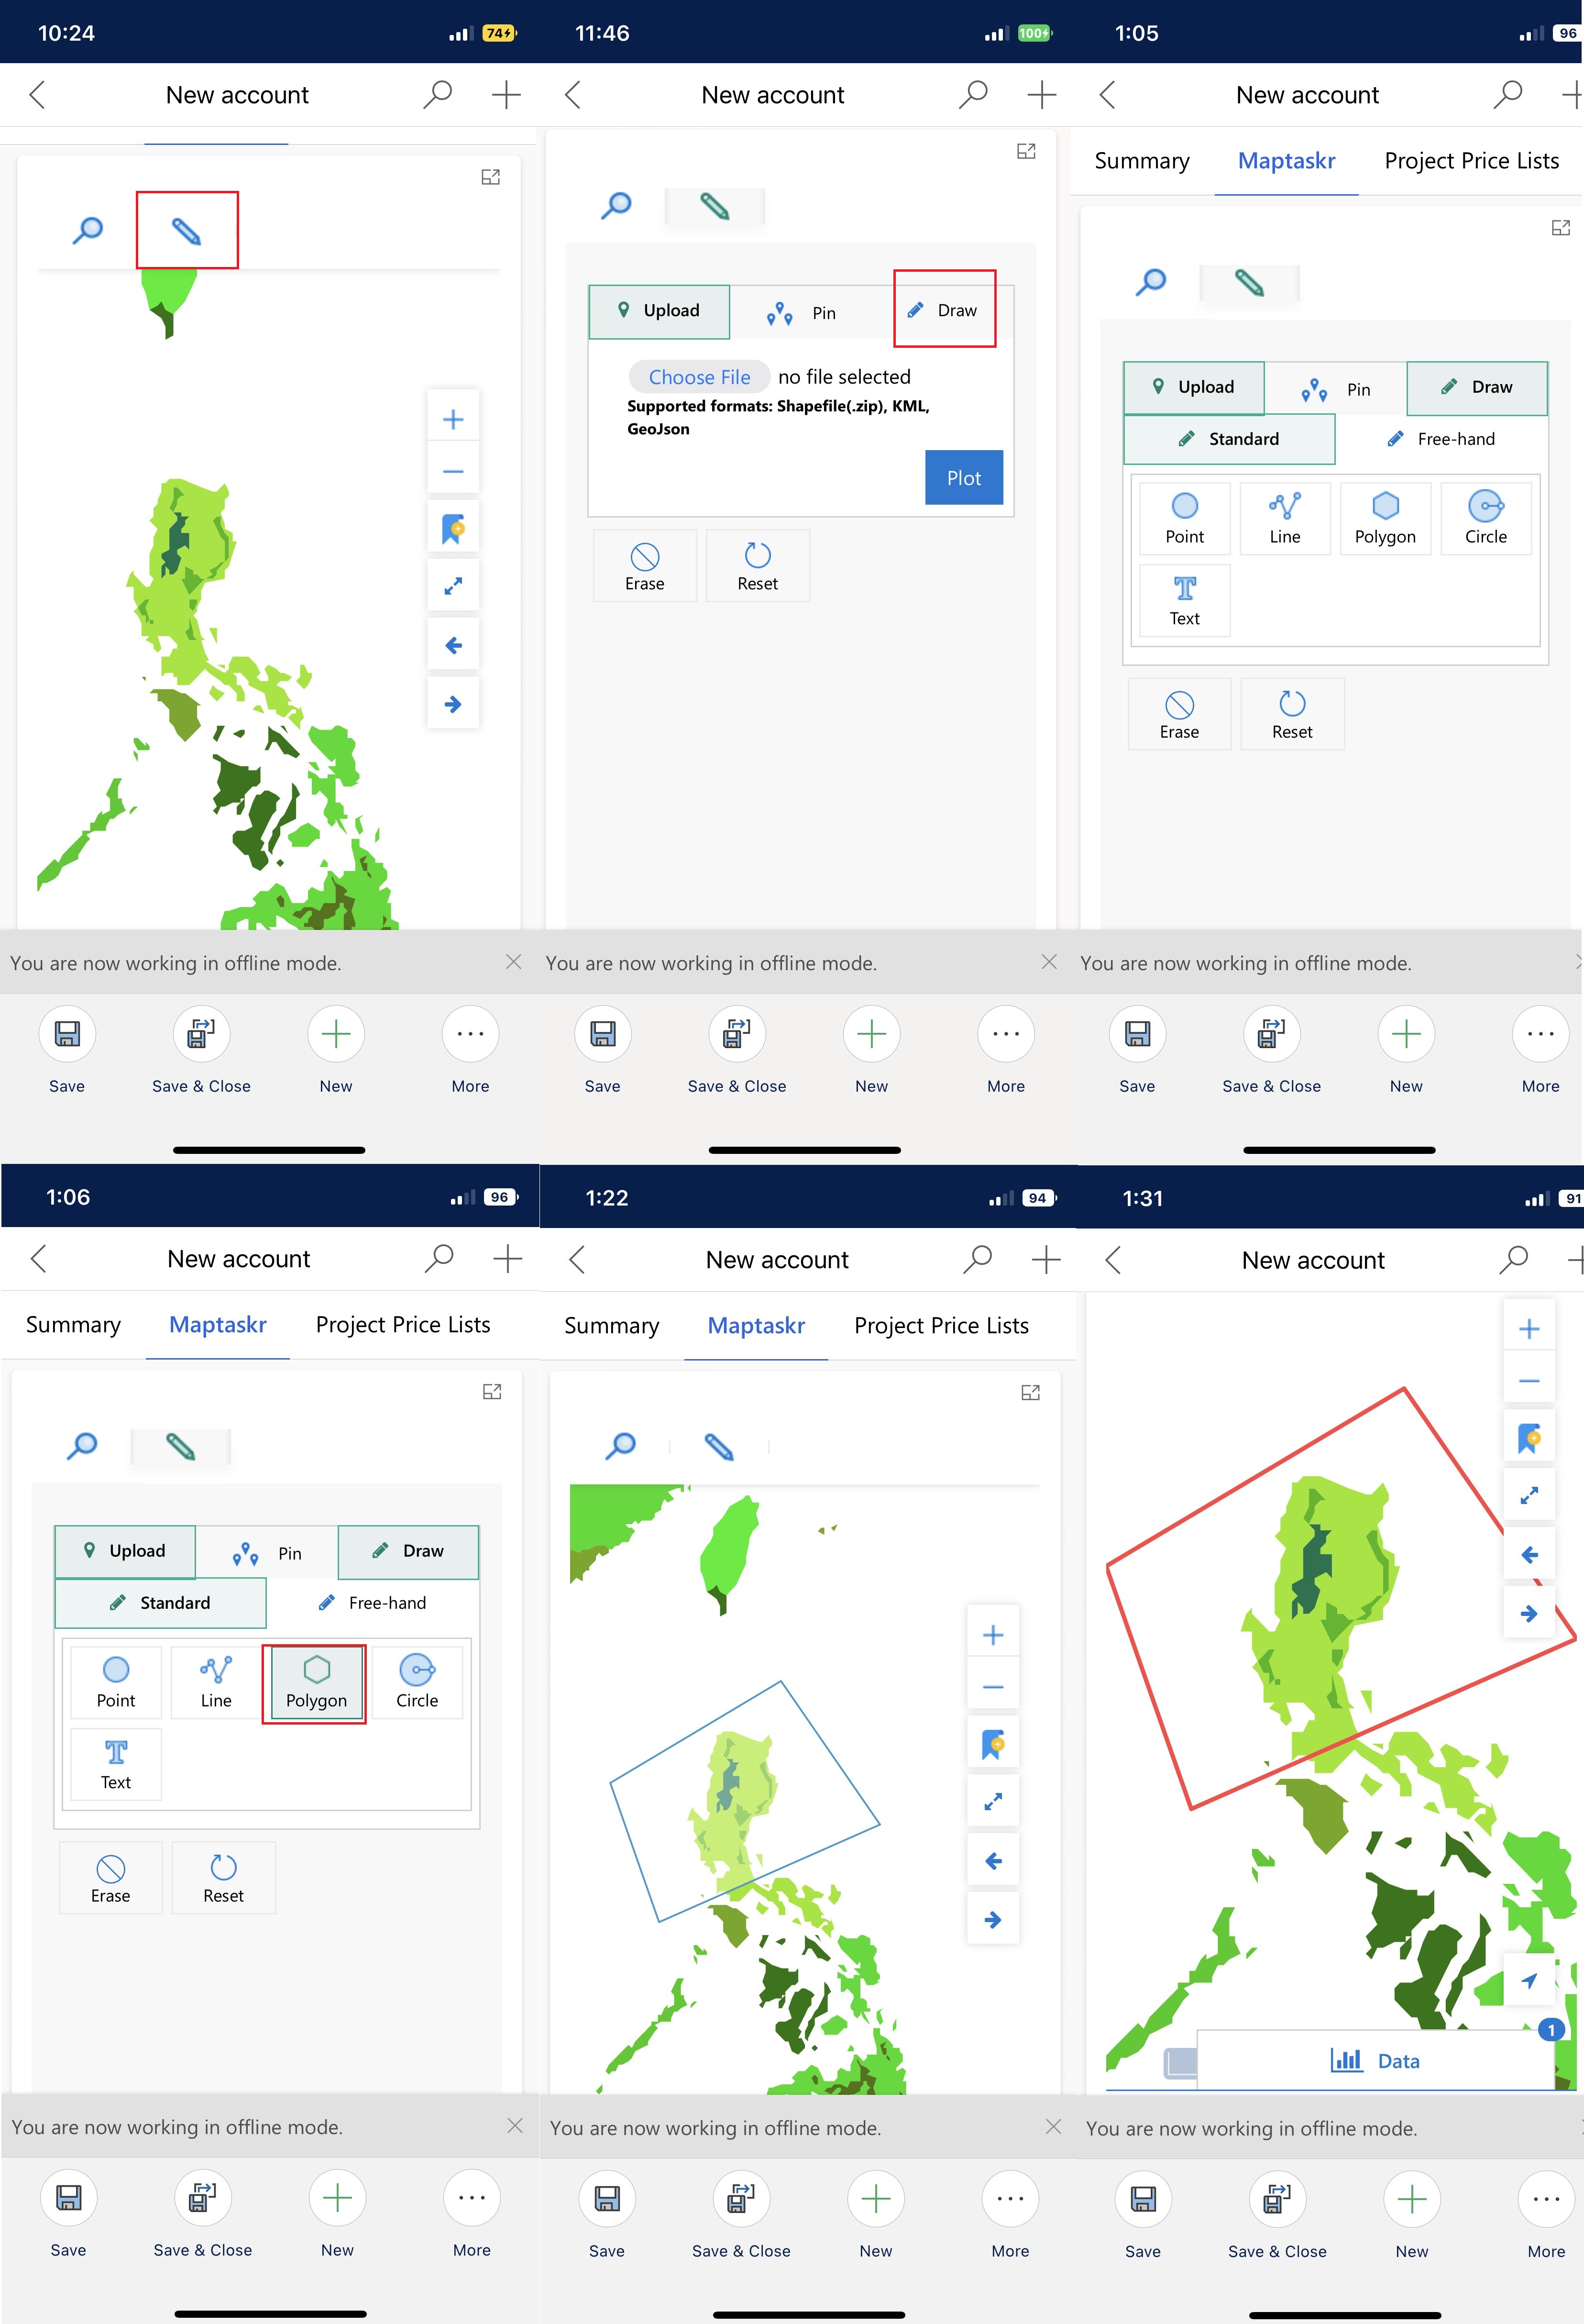 10:24
74
New account
You are now working in offline mode.
Save
Save & Close
New
More
11:46
100
New account
Upload
Pin
Draw
Choose File no file selected
Supported formats: Shapefile(.zip), KML,
GeoJson
Plot
Erase
Reset
You are now working in offline mode.
Save
Save & Close
New
More
1:05
96
New account
Summary
Maptaskr
Project Price Lists
Upload
Pin
Draw
Standard
Free-hand
Point
Line
Polygon
Circle
Text
Erase
Reset
You are now working in offline mode.
Save
Save & Close
New
More
1:06
96
New account
Summary
Maptaskr
Project Price Lists
Upload
Pin
Draw
Standard
Free-hand
Point
Line
Polygon
Circle
Text
Erase
Reset
You are now working in offline mode.
Save
Save & Close
New
More
1:22
94
New account
Summary
Maptaskr
Project Price Lists
You are now working in offline mode.
Save
Save & Close
New
More
1:31
91
New account
1
Data
You are now working in offline mode.
Save
Save & Close
New
More